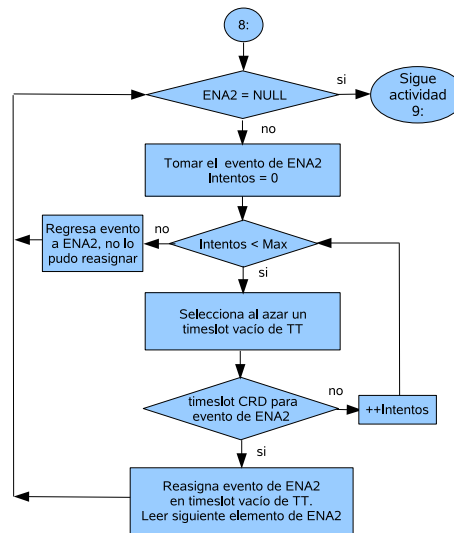 8:
ENA2 = NULL
si
Sigue
actividad
9:
no
Tomar el evento de ENA2
Intentos = 0
Regresa evento
a ENA2, no lo
pudo reasignar
no
Intentos < Max
si
Selecciona al azar un
timeslot vacío de TT
timeslot CRD para
evento de ENA2
no
++Intentos
si
Reasigna evento de ENA2
en timeslot vacío de TT.
Leer siguiente elemento de ENA2